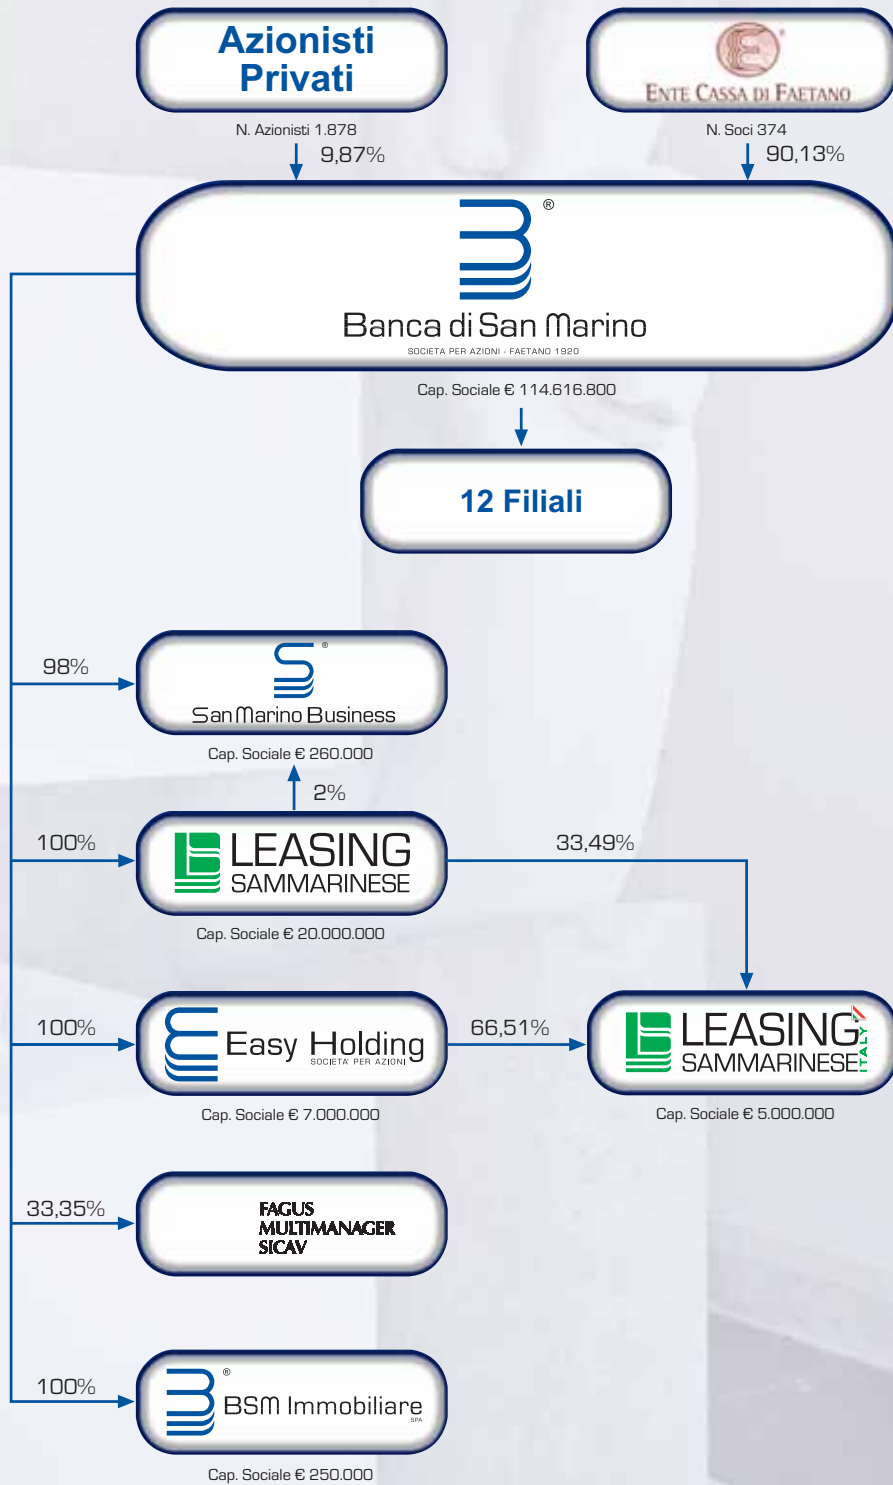 Azionisti
Privati
ENTE CASSA DI FAETANO
N. Azionisti 1.878
N. Soci 374
9,87%
90,13%
®
Banca di San Marino
SOCIETA PER AZIONI - FAETANO 1920
Cap. Sociale € 114.616.800
12 Filiali
98%
®
San Marino Business
Cap. Sociale € 260.000
2%
100%
LEASING
SAMMARINESE
33,49%
Cap. Sociale € 20.000.000
100%
Easy Holding
SOCIETA' PER AZIONI
66,51%
LEASING
SAMMARINESE
ITALY
Cap. Sociale € 7.000.000
Cap. Sociale € 5.000.000
33,35%
FAGUS
MULTIMANAGER
SICAV
100%
®
BSM Immobiliare
SPA
Cap. Sociale € 250.000